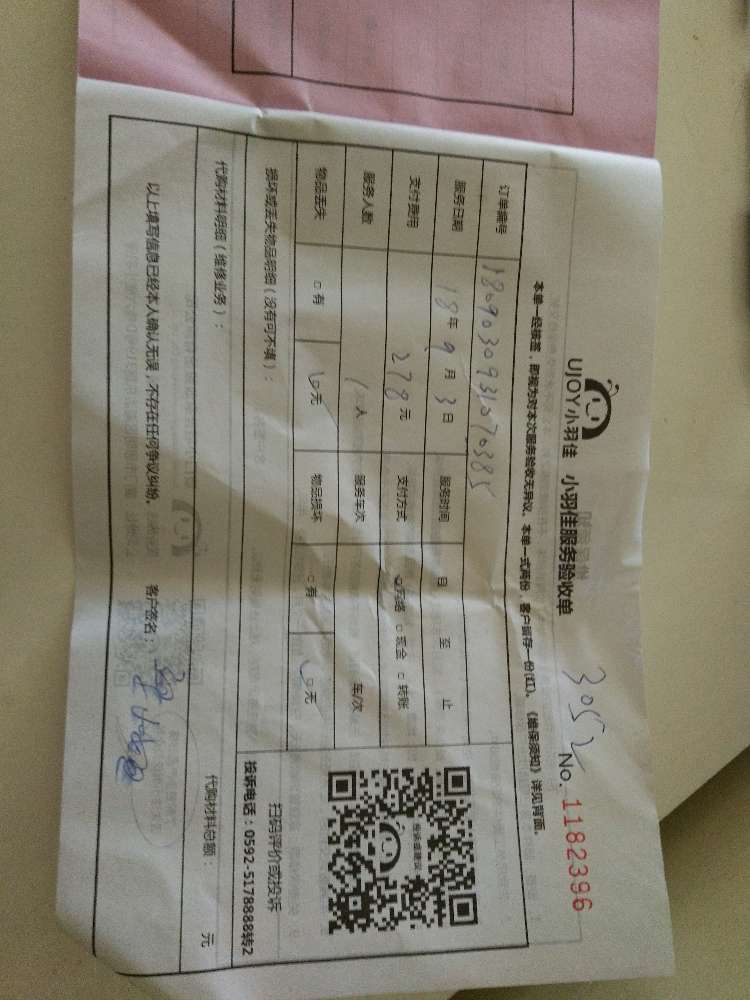 UJOY小羽佳 小羽佳服务验收单
3052 No. 1182396
本单一经接签，即视为对本次服务验收无异议。本单一式两份，客户留存一份(红)。《维保须知》详见背面。
订单编号 1809030931070385
服务日期 18年9月3日 服务时间 自 至 止
支付费用 278元 支付方式 □网络 □现金 □转账
服务人数 1人 服务车次 车/次
物品丢失 □有 □无 物品损坏 □有 □无
损坏或丢失物品明细（没有可不填）：
扫码评价或投诉
投诉电话：0592-5178888转2
代购材料明细（维修业务）： 代购材料总额： 元
以上填写信息已经本人确认无误，不存在任何争议纠纷。 客户签名：